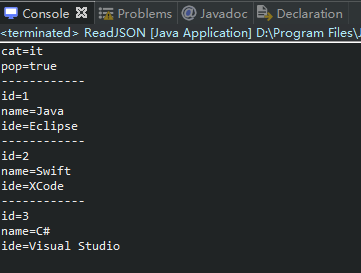 Console Problems Javadoc Declaration
<terminated> ReadJSON [Java Application] D:\Program Files\J
cat=it
pop=true
------------
id=1
name=Java
ide=Eclipse
------------
id=2
name=Swift
ide=XCode
------------
id=3
name=C#
ide=Visual Studio